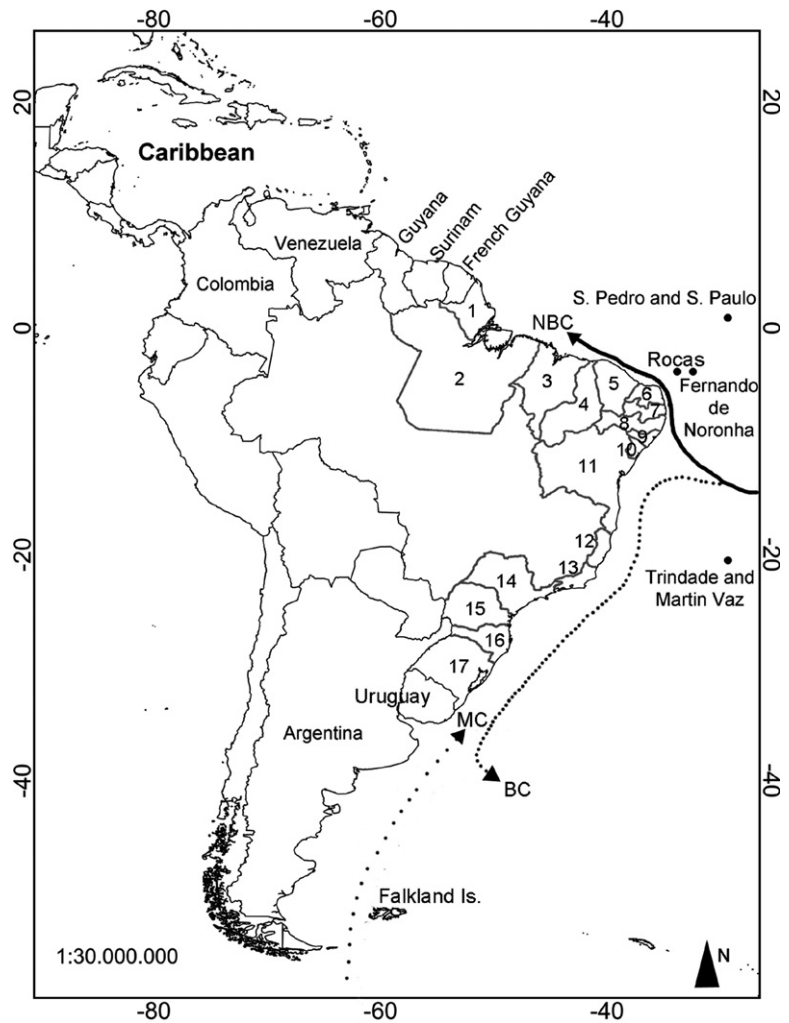 -80 -60 -40
20 20
Caribbean
Guyana
Surinam
French Guyana
Venezuela
Colombia
1
S. Pedro and S. Paulo
0 0
NBC
Rocas
2
3
4
5
6
7
8
9
10
Fernando
de
Noronha
11
-20 -20
12
13
14
Trindade and
Martin Vaz
15
16
17
Uruguay
MC
Argentina
-40 -40
BC
Falkland Is.
1:30.000.000
N
-80 -60 -40